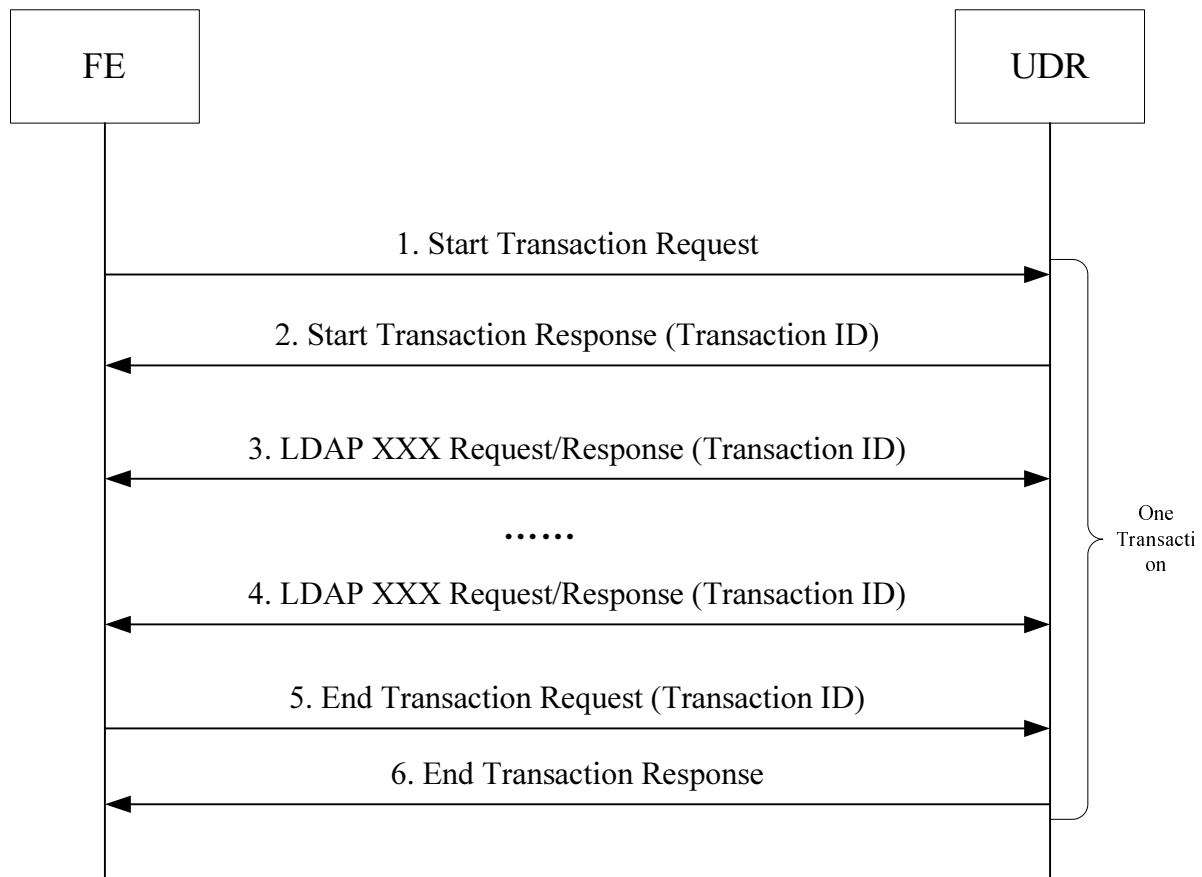 FE
UDR
1. Start Transaction Request
2. Start Transaction Response (Transaction ID)
3. LDAP XXX Request/Response (Transaction ID)
……
4. LDAP XXX Request/Response (Transaction ID)
One
Transacti
on
5. End Transaction Request (Transaction ID)
6. End Transaction Response